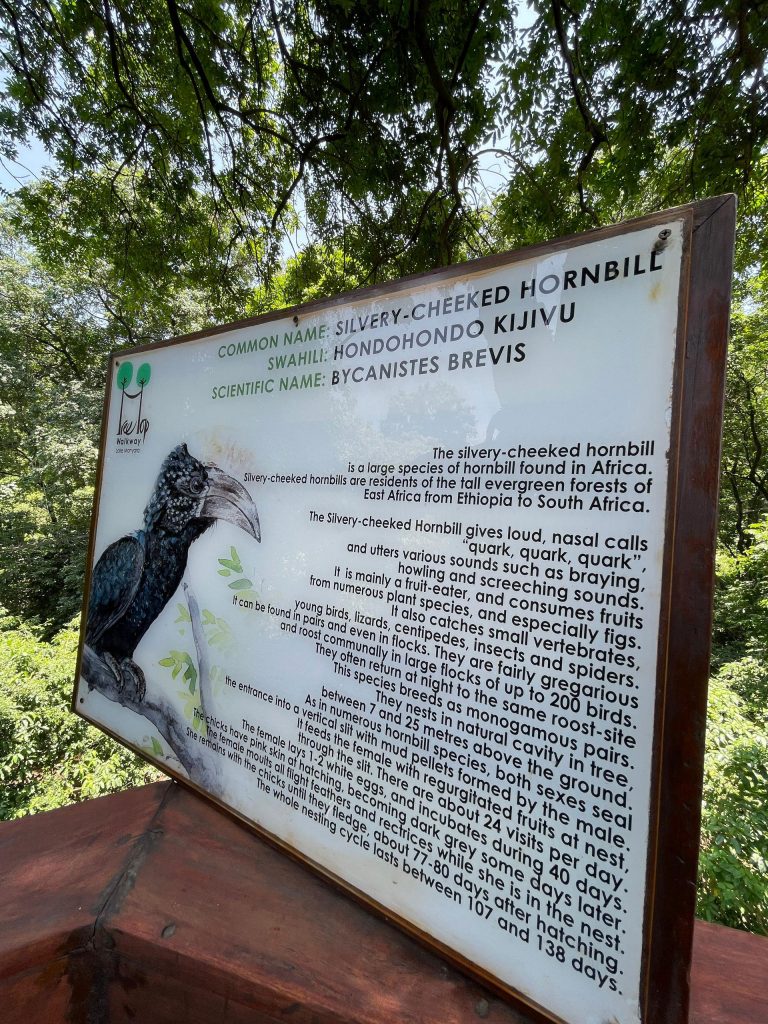 COMMON NAME: SILVERY-CHEEKED HORNBILL
SWAHILI: HONDOHONDO KIJIVU
SCIENTIFIC NAME: BYCANISTES BREVIS
Tree Top
Walkway
Lake Manyara
The silvery-cheeked hornbill
is a large species of hornbill found in Africa.
Silvery-cheeked hornbills are residents of the tall evergreen forests of
East Africa from Ethiopia to South Africa.
The Silvery-cheeked Hornbill gives loud, nasal calls
"quark, quark, quark",
and utters various sounds such as braying,
howling and screeching sounds.
It is mainly a fruit-eater, and consumes fruits
from numerous plant species, and especially figs.
It also catches small vertebrates,
young birds, lizards, centipedes, insects and spiders.
It can be found in pairs and even in flocks. They are fairly gregarious
and roost communally in large flocks of up to 200 birds.
They often return at night to the same roost-site
This species breeds as monogamous pairs.
They nests in natural cavity in tree,
between 7 and 25 metres above the ground.
As in numerous hornbill species, both sexes seal
the entrance into a vertical slit with mud pellets formed by the male.
It feeds the female with regurgitated fruits at nest,
through the slit. There are about 24 visits per day.
The female lays 1-2 white eggs, and incubates during 40 days.
The chicks have pink skin at hatching, becoming dark grey some days later.
The female moults all flight feathers and rectrices while she is in the nest.
She remains with the chicks until they fledge, about 77-80 days after hatching.
The whole nesting cycle lasts between 107 and 138 days.